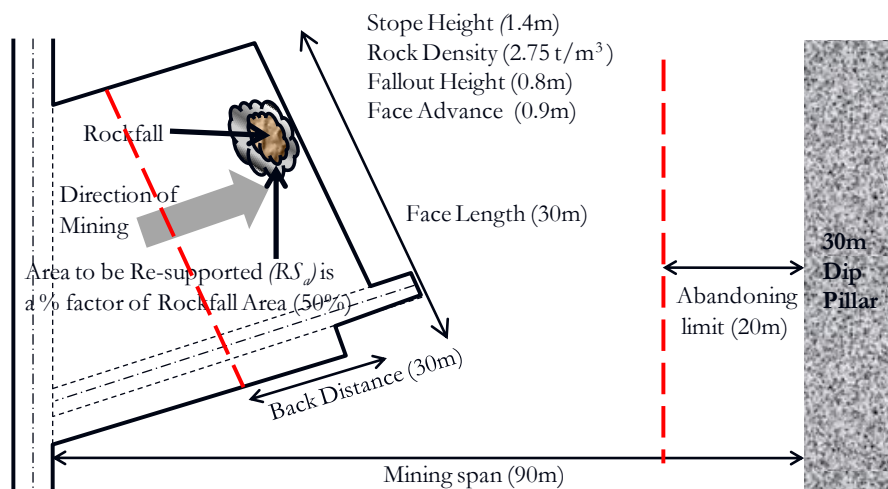 Stope Height (1.4m)
Rock Density (2.75 t/m³)
Fallout Height (0.8m)
Face Advance (0.9m)
Rockfall
Direction of
Mining
Face Length (30m)
Area to be Re-supported (RSₐ) is
a % factor of Rockfall Area (50%)
30m
Dip
Pillar
Abandoning
limit (20m)
Back Distance (30m)
Mining span (90m)